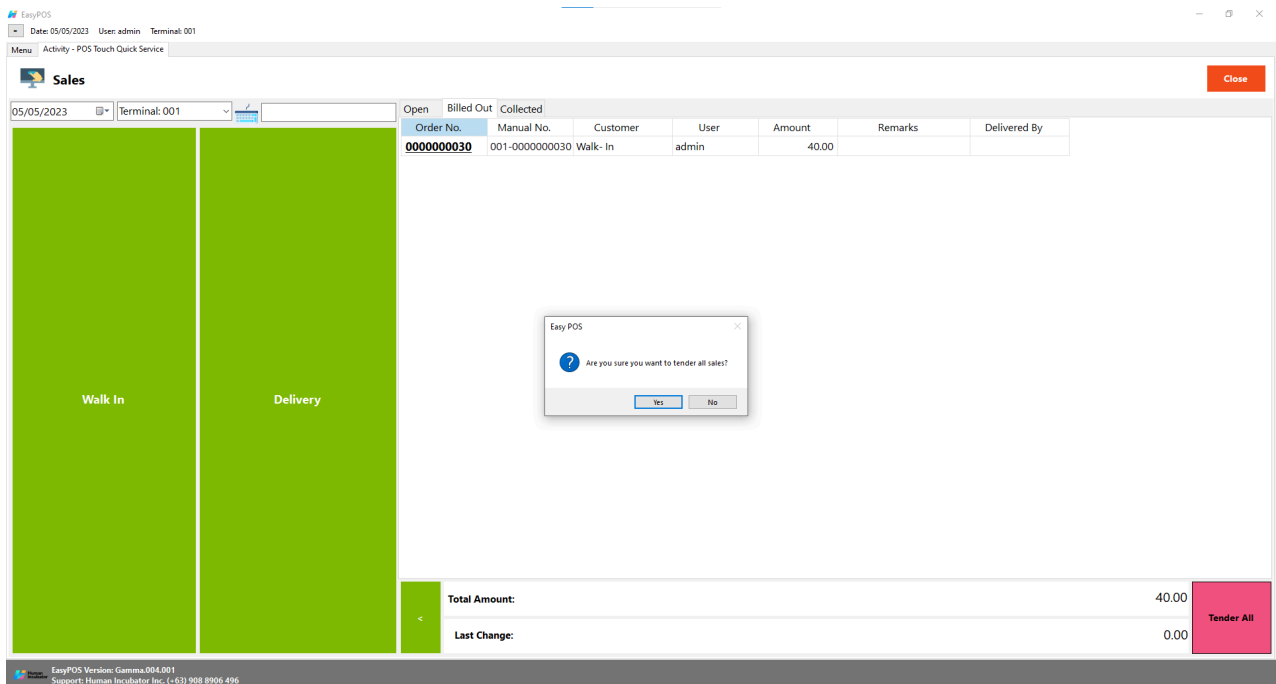 EasyPOS
Date: 05/05/2023 User: admin Terminal: 001
Menu Activity - POS Touch Quick Service
Sales
Close
05/05/2023 Terminal: 001
Open Billed Out Collected
Order No. Manual No. Customer User Amount Remarks Delivered By
0000000030 001-0000000030 Walk- In admin 40.00
Easy POS
Are you sure you want to tender all sales?
Yes No
Walk In Delivery
<
Total Amount: 40.00
Tender All
Last Change: 0.00
Human Incubator
EasyPOS Version: Gamma.004.001
Support: Human Incubator Inc. (+63) 908 8906 496